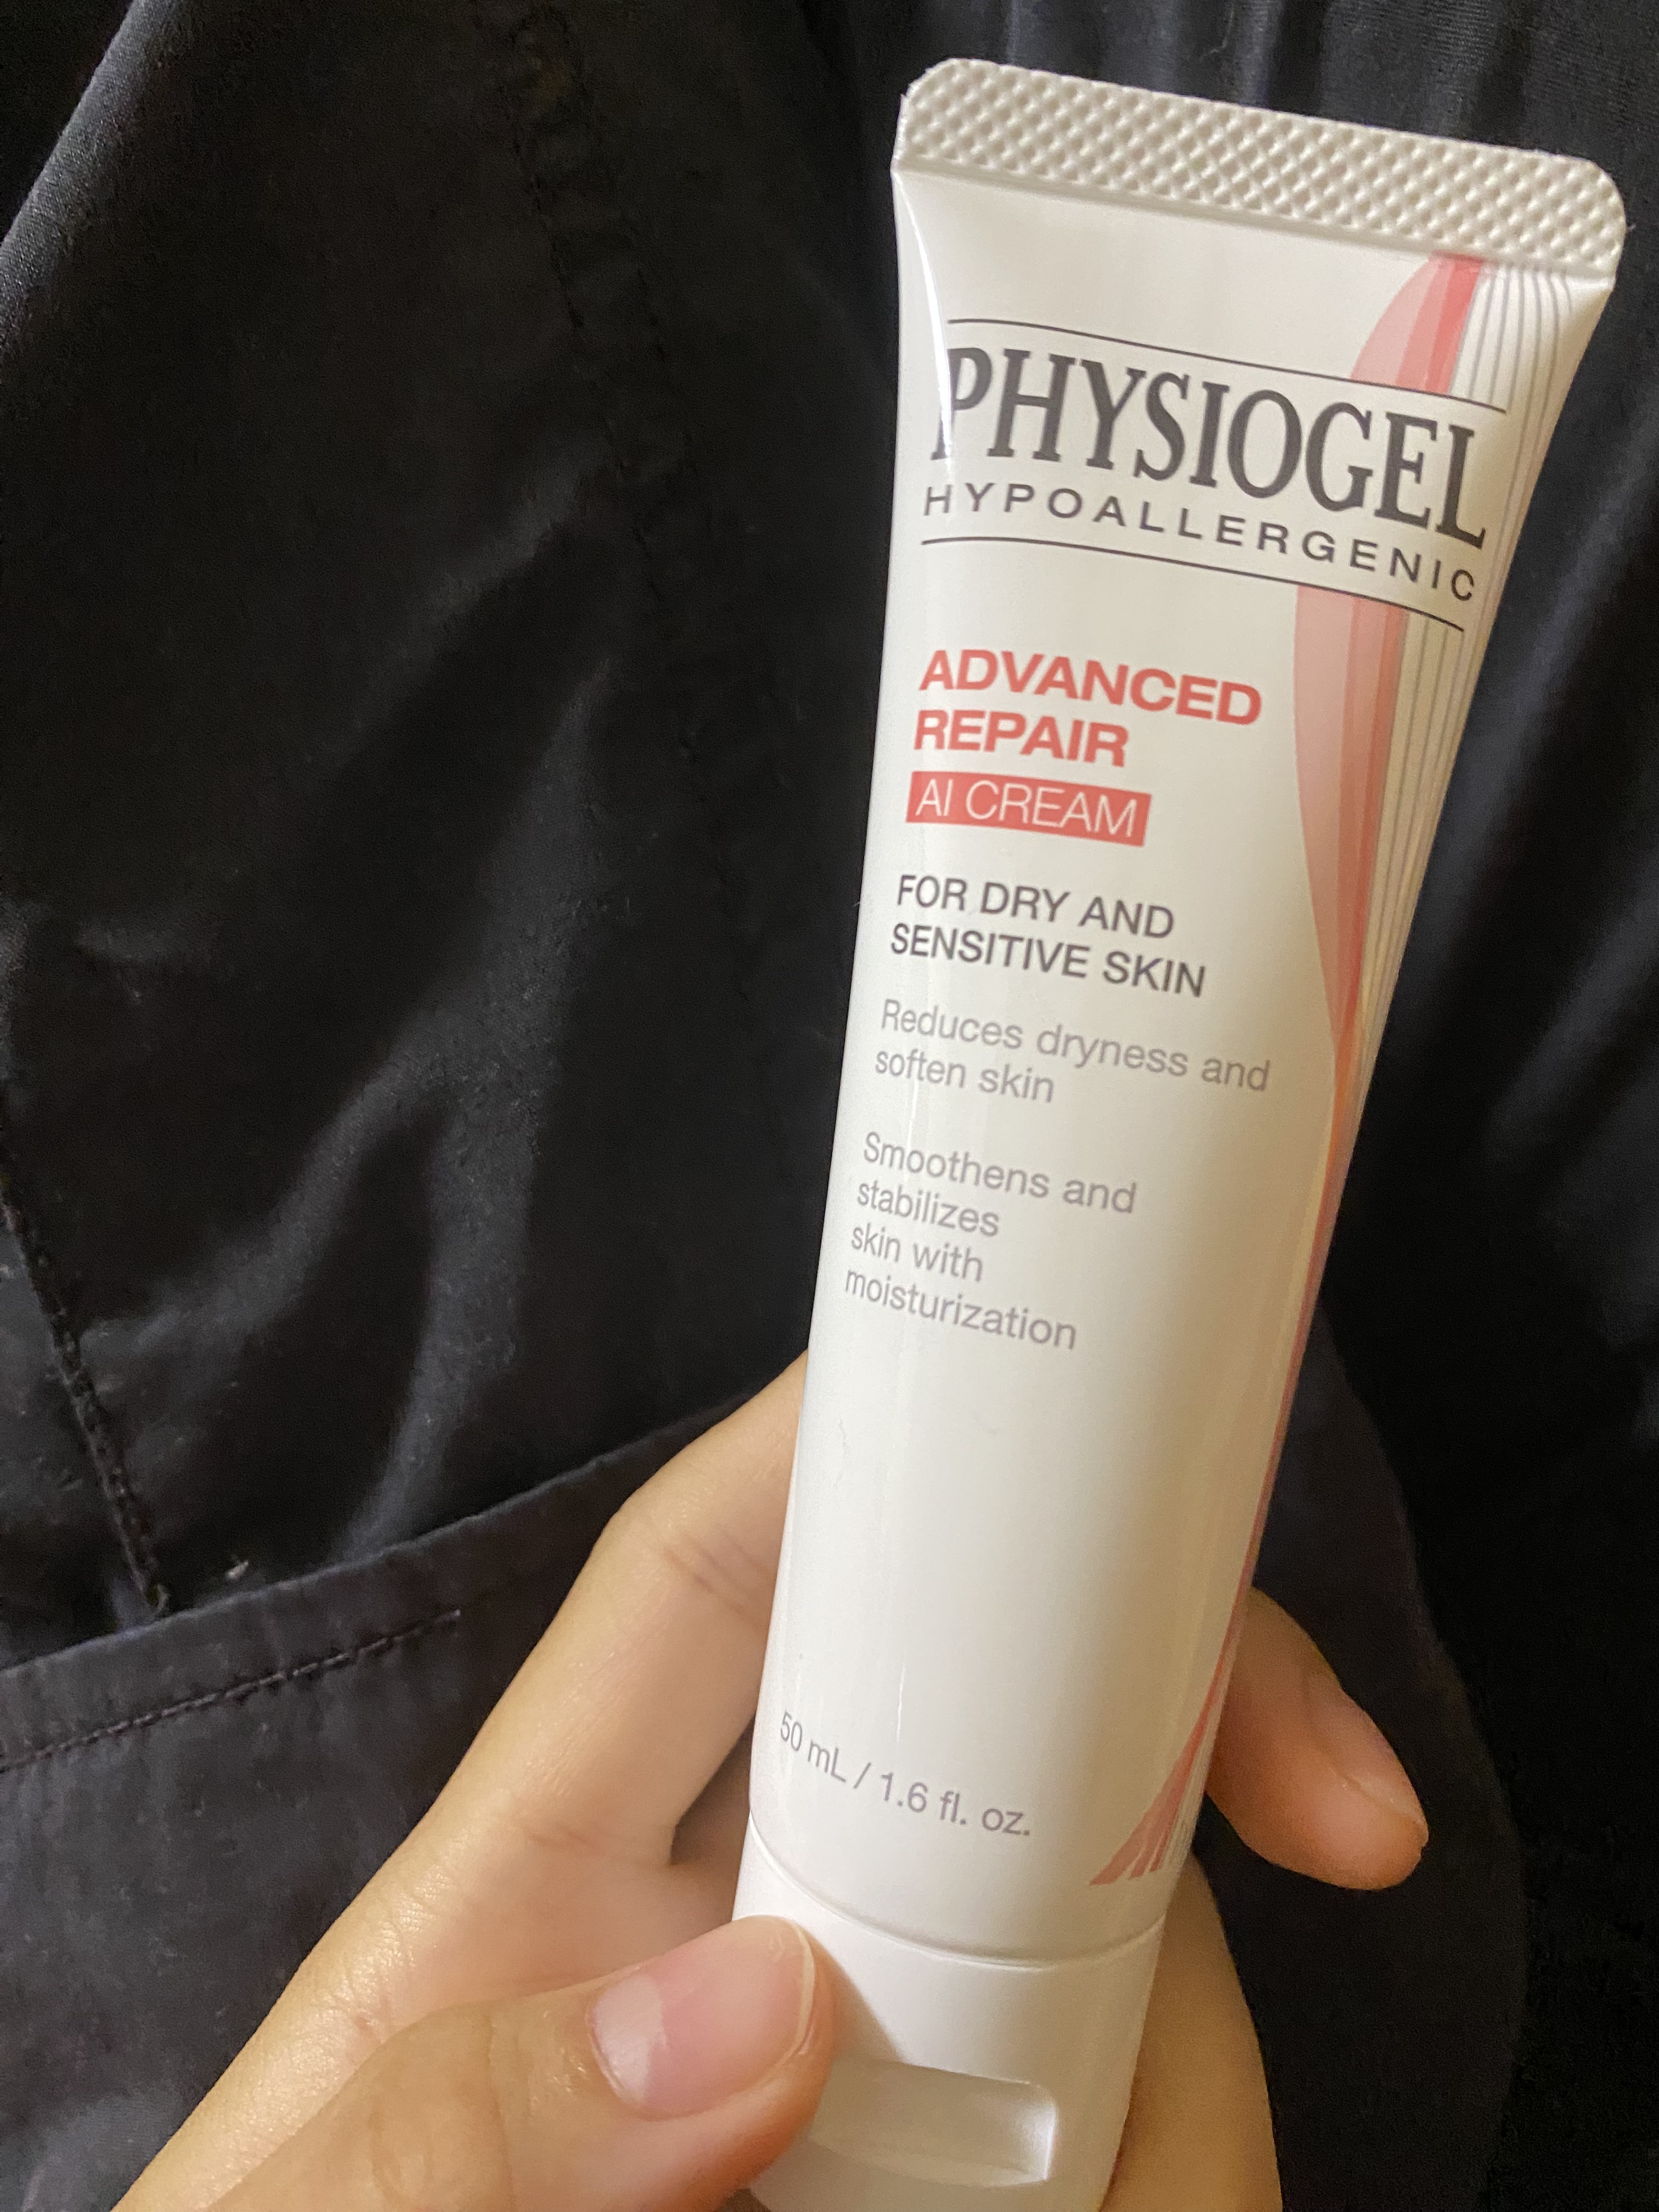 PHYSIOGEL
HYPOALLERGENIC
ADVANCED
REPAIR
AI CREAM
FOR DRY AND
SENSITIVE SKIN
Reduces dryness and
soften skin
Smoothens and
stabilizes
skin with
moisturization
50 mL / 1.6 fl. oz.